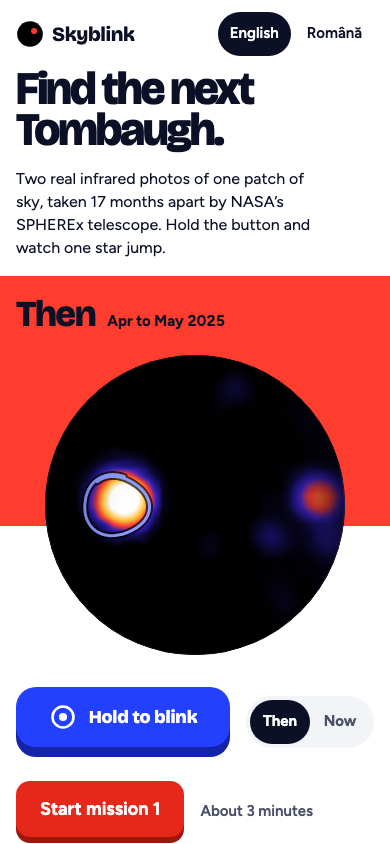 Skyblink
English
Română
Find the next
Tombaugh.
Two real infrared photos of one patch of
sky, taken 17 months apart by NASA’s
SPHEREx telescope. Hold the button and
watch one star jump.
Then
Apr to May 2025
Hold to blink
Then
Now
Start mission 1
About 3 minutes